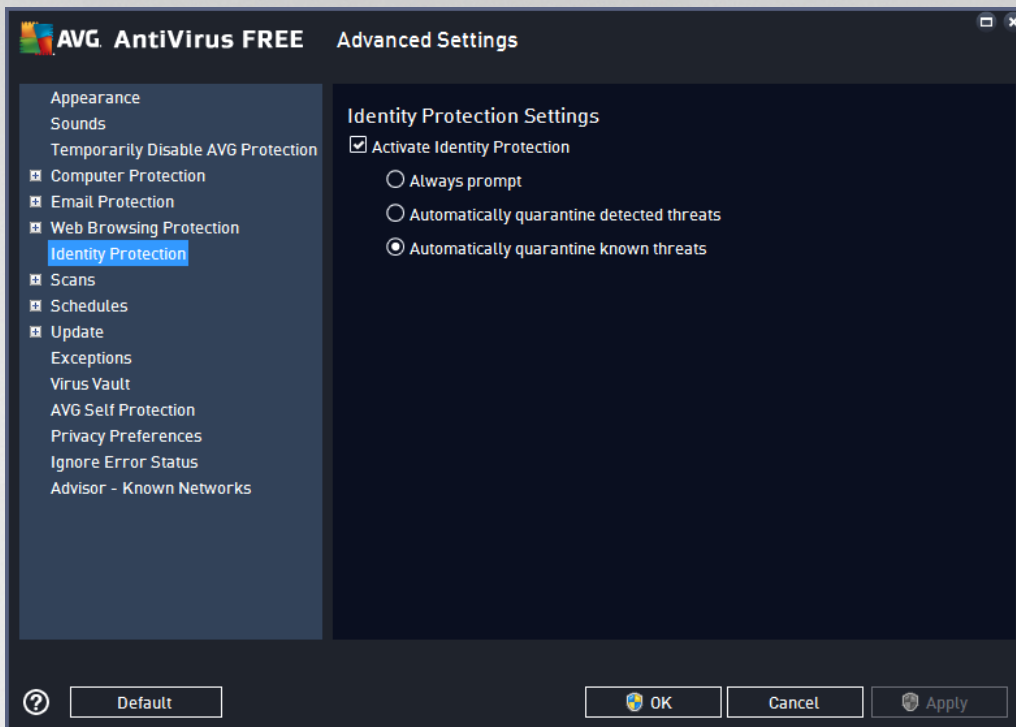 AVG. AntiVirus FREE Advanced Settings
Appearance
Sounds
Temporarily Disable AVG Protection
Computer Protection
Email Protection
Web Browsing Protection
Identity Protection
Scans
Schedules
Update
Exceptions
Virus Vault
AVG Self Protection
Privacy Preferences
Ignore Error Status
Advisor - Known Networks
Identity Protection Settings
Activate Identity Protection
Always prompt
Automatically quarantine detected threats
Automatically quarantine known threats
? Default OK Cancel Apply